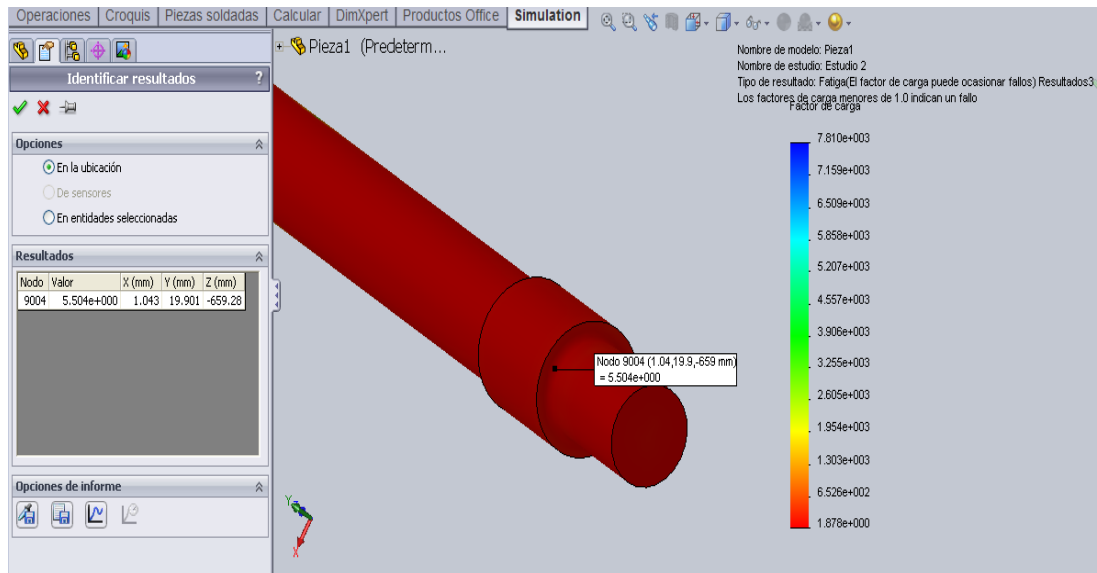 Operaciones Croquis Piezas soldadas Calcular DimXpert Productos Office Simulation
Identificar resultados ?
Opciones
En la ubicación
De sensores
En entidades seleccionadas
Resultados
Nodo Valor X (mm) Y (mm) Z (mm)
9004 5.504e+000 1.043 19.901 -659.28
Opciones de informe
Pieza1 (Predeterm...
Nombre de modelo: Pieza1
Nombre de estudio: Estudio 2
Tipo de resultado: Fatiga(El factor de carga puede ocasionar fallos) Resultados3
Los factores de carga menores de 1.0 indican un fallo
Factor de carga
7.810e+003
7.159e+003
6.509e+003
5.858e+003
5.207e+003
4.557e+003
3.906e+003
3.255e+003
2.605e+003
1.954e+003
1.303e+003
6.526e+002
1.878e+000
Nodo 9004 (1.04,19.9,-659 mm)
= 5.504e+000
Y
X